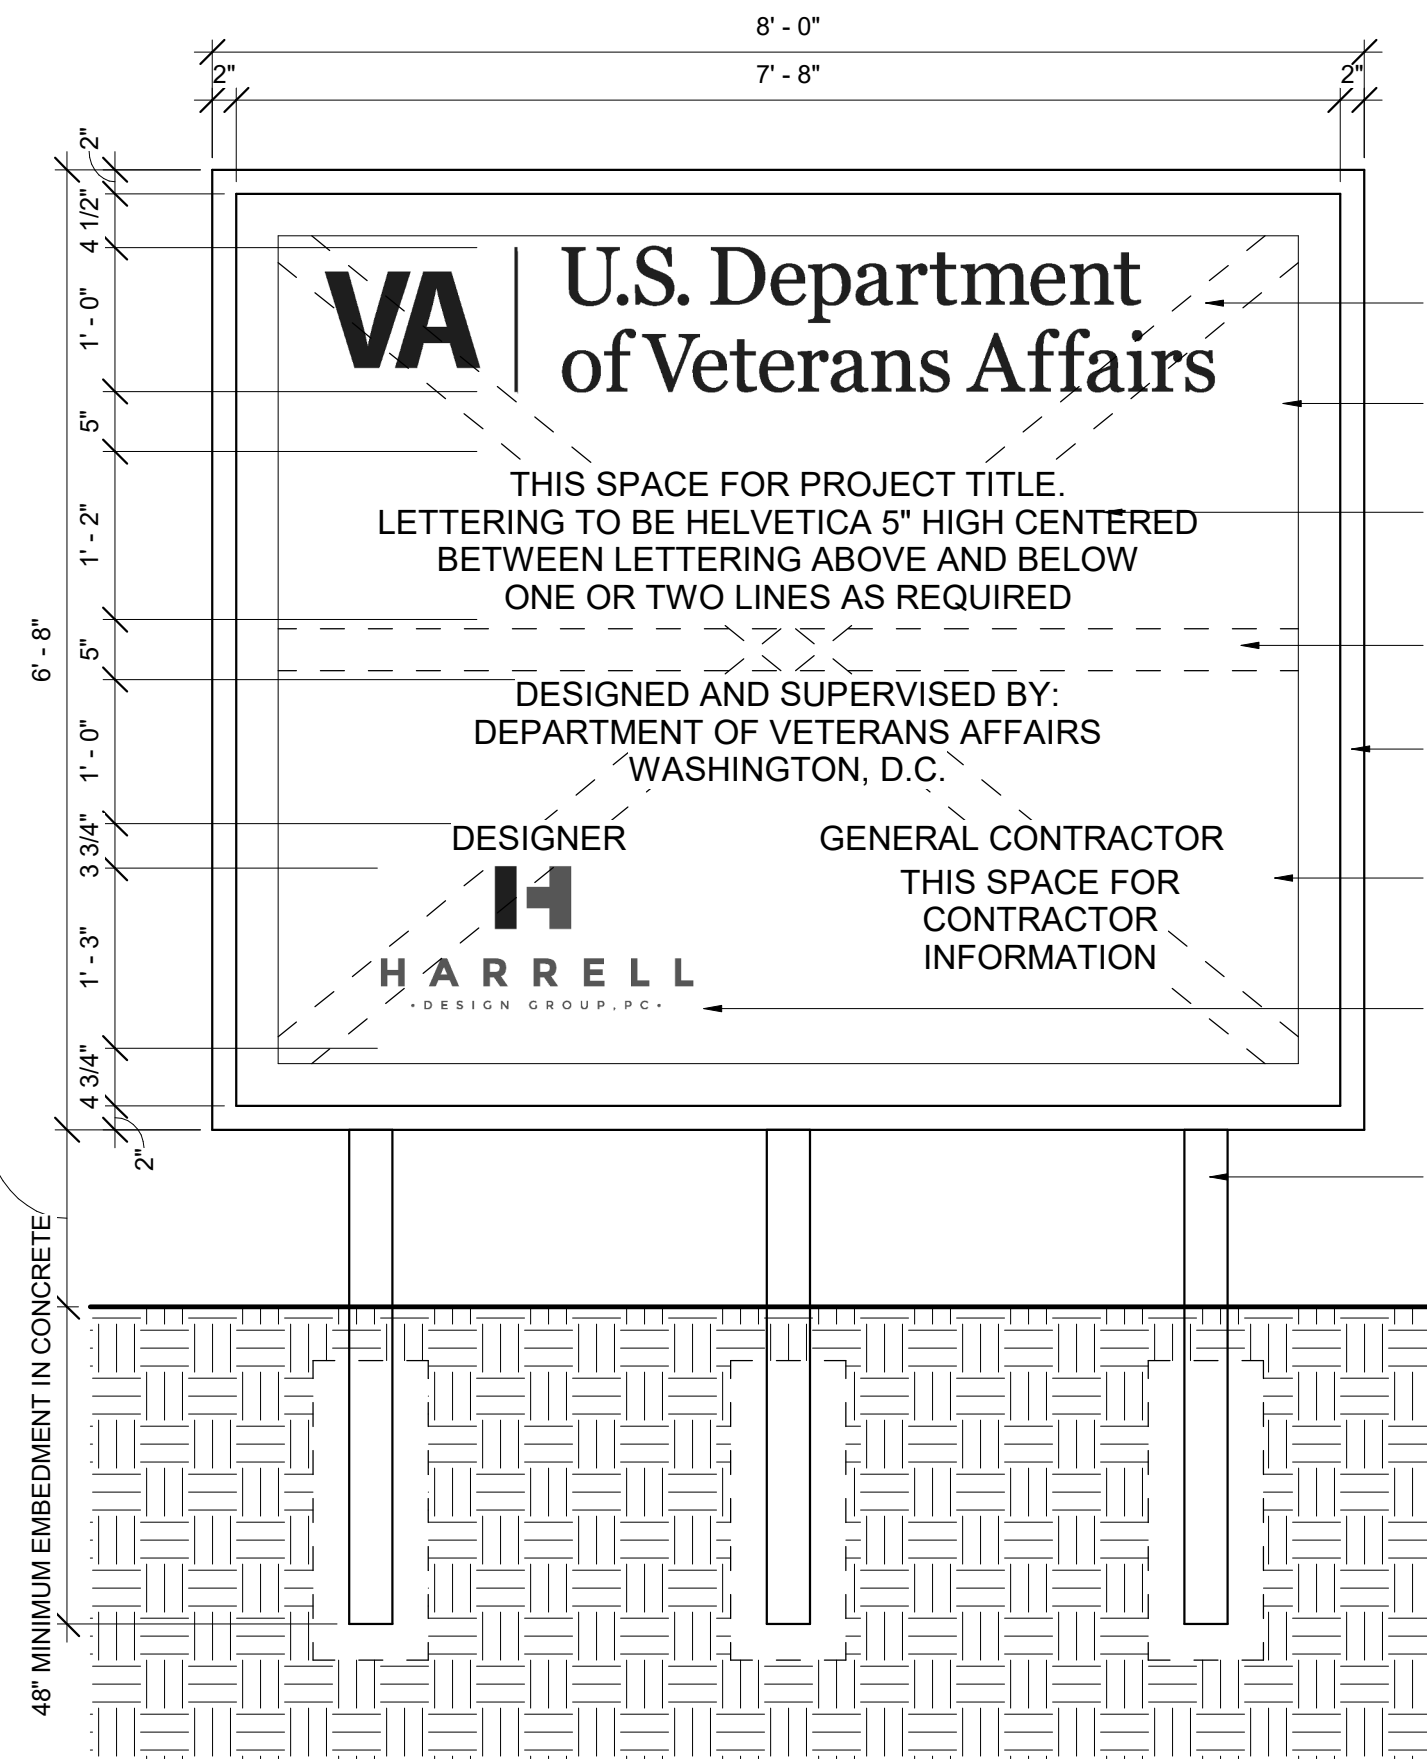 8' - 0"
2" 7' - 8" 2"
2"
4 1/2"
1' - 0"
5"
1' - 2"
5"
1' - 0"
3 3/4"
1' - 3"
4 3/4"
2"
6' - 8"
48" MINIMUM EMBEDMENT IN CONCRETE
VA U.S. Department
of Veterans Affairs
THIS SPACE FOR PROJECT TITLE.
LETTERING TO BE HELVETICA 5" HIGH CENTERED
BETWEEN LETTERING ABOVE AND BELOW
ONE OR TWO LINES AS REQUIRED
DESIGNED AND SUPERVISED BY:
DEPARTMENT OF VETERANS AFFAIRS
WASHINGTON, D.C.
DESIGNER
HARRELL
•DESIGN GROUP, PC•
GENERAL CONTRACTOR
THIS SPACE FOR
CONTRACTOR
INFORMATION